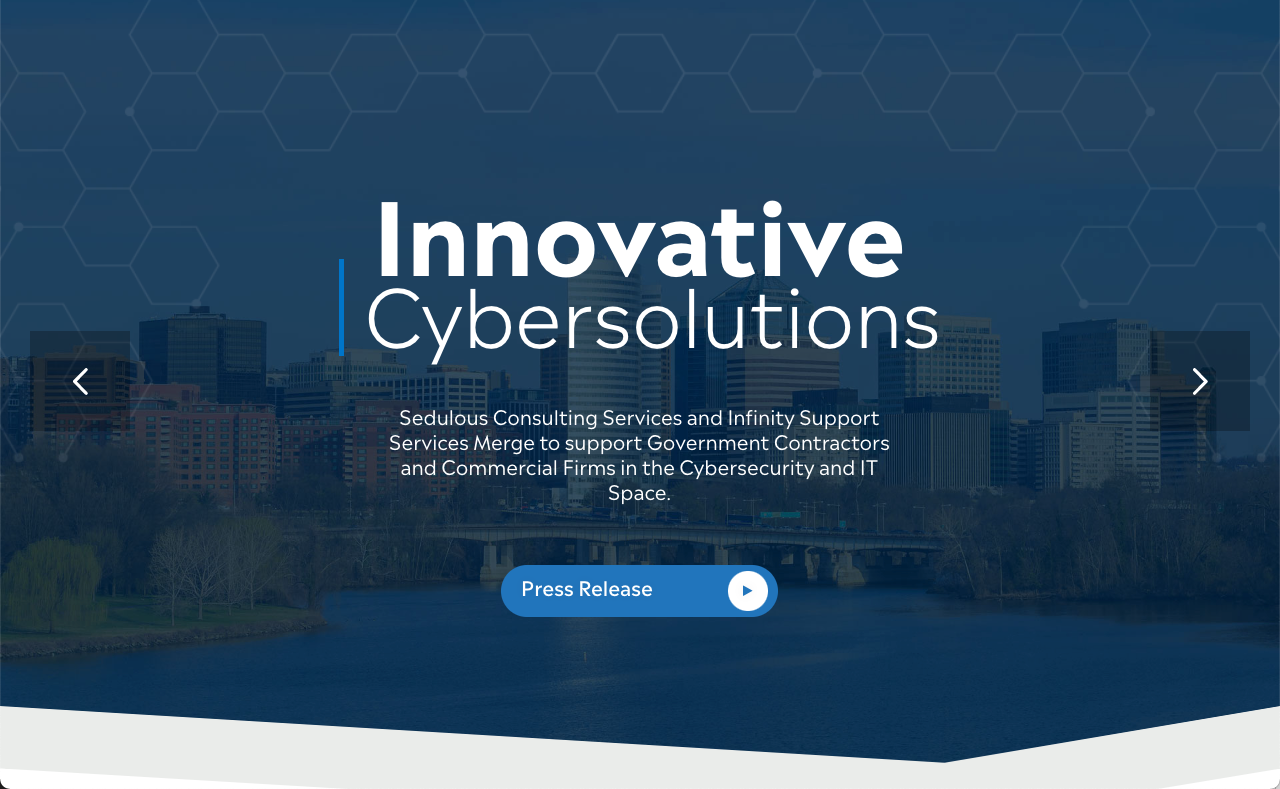 Innovative
Cybersolutions
Sedulous Consulting Services and Infinity Support
Services Merge to support Government Contractors
and Commercial Firms in the Cybersecurity and IT
Space.
Press Release